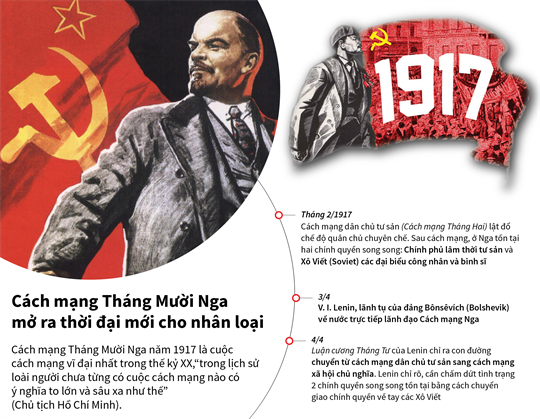 1917
Cách mạng Tháng Mười Nga
mở ra thời đại mới cho nhân loại
Cách mạng Tháng Mười Nga năm 1917 là cuộc
cách mạng vĩ đại nhất trong thế kỷ XX,“trong lịch sử
loài người chưa từng có cuộc cách mạng nào có
ý nghĩa to lớn và sâu xa như thế”
(Chủ tịch Hồ Chí Minh).
Tháng 2/1917
Cách mạng dân chủ tư sản (Cách mạng Tháng Hai) lật đổ
chế độ quân chủ chuyên chế. Sau cách mạng, ở Nga tồn tại
hai chính quyền song song: Chính phủ lâm thời tư sản và
Xô Viết (Soviet) các đại biểu công nhân và binh sĩ
3/4
V. I. Lenin, lãnh tụ của đảng Bônsêvích (Bolshevik)
về nước trực tiếp lãnh đạo Cách mạng Nga
4/4
Luận cương Tháng Tư của Lenin chỉ ra con đường
chuyển từ cách mạng dân chủ tư sản sang cách mạng
xã hội chủ nghĩa. Lenin chỉ rõ, cần chấm dứt tình trạng
2 chính quyền song song tồn tại bằng cách chuyển
giao chính quyền về tay các Xô Viết